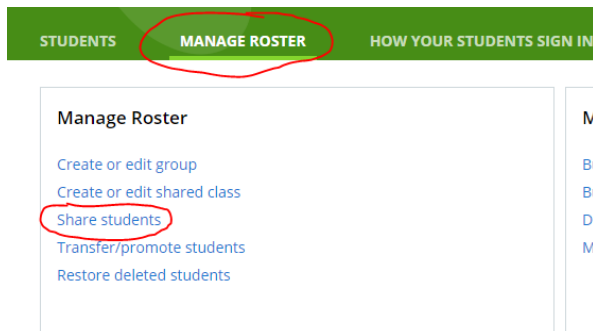 STUDENTS MANAGE ROSTER HOW YOUR STUDENTS SIGN IN
Manage Roster
Create or edit group
Create or edit shared class
Share students
Transfer/promote students
Restore deleted students